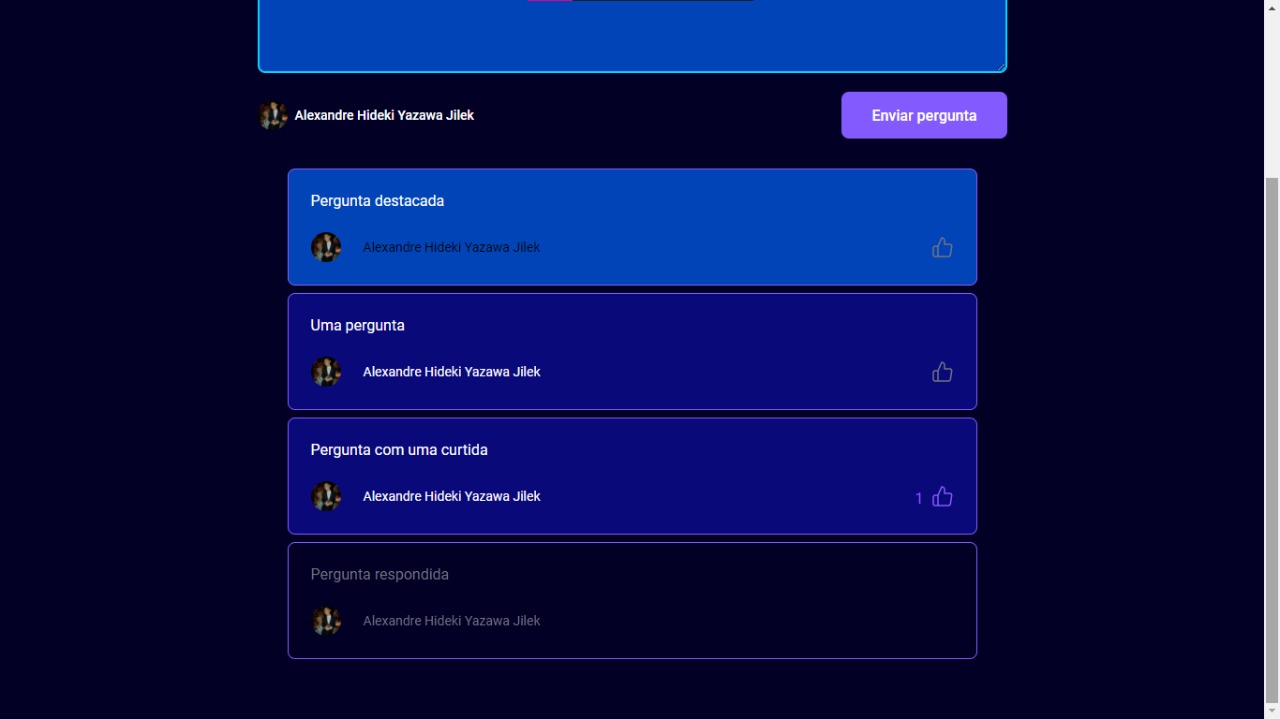 Alexandre Hideki Yazawa Jilek
Enviar pergunta
Pergunta destacada
Alexandre Hideki Yazawa Jilek
Uma pergunta
Alexandre Hideki Yazawa Jilek
Pergunta com uma curtida
Alexandre Hideki Yazawa Jilek
1
Pergunta respondida
Alexandre Hideki Yazawa Jilek